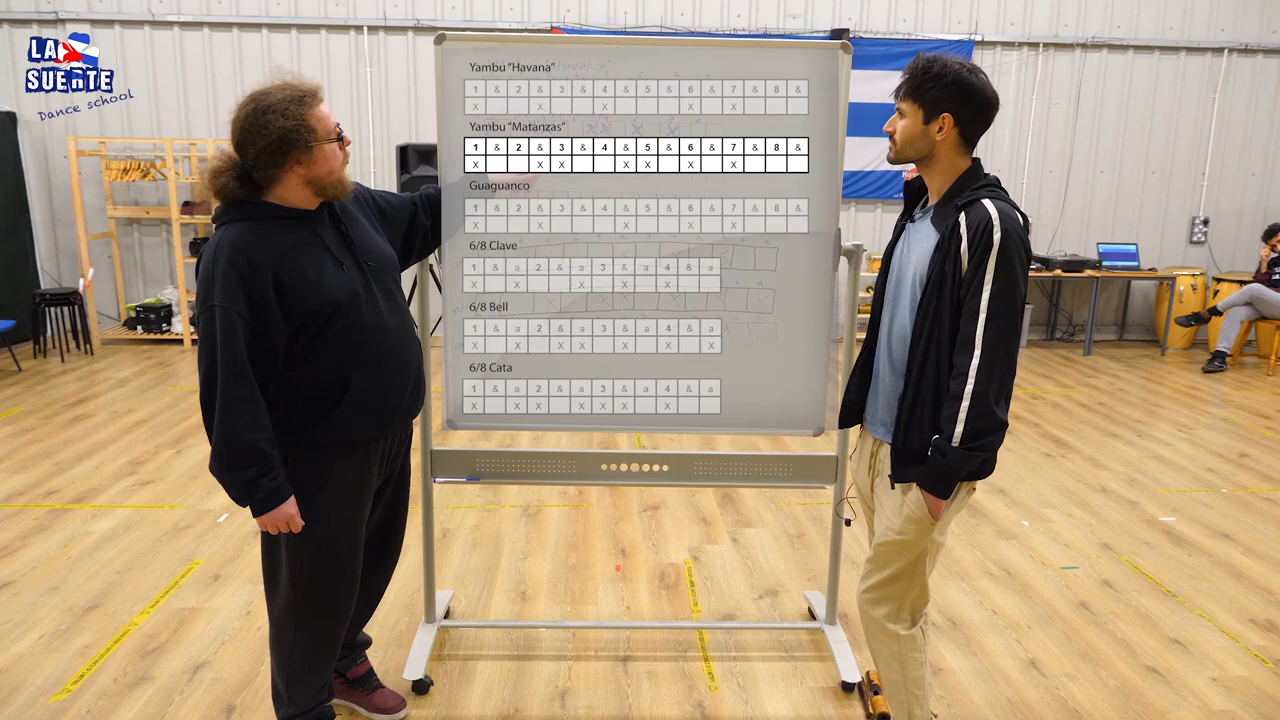 LA
SUERTE
Dance school
Yambu "Havana"
1 & 2 & 3 & 4 & 5 & 6 & 7 & 8 &
X X X X X
Yambu "Matanzas"
1 & 2 & 3 & 4 & 5 & 6 & 7 & 8 &
X X X X X X X
Guaguanco
1 & 2 & 3 & 4 & 5 & 6 & 7 & 8 &
X X X X X
6/8 Clave
1 & a 2 & a 3 & a 4 & a
X X X X X
6/8 Bell
1 & a 2 & a 3 & a 4 & a
X X X X X X X
6/8 Cata
1 & a 2 & a 3 & a 4 & a
X X X X X X X